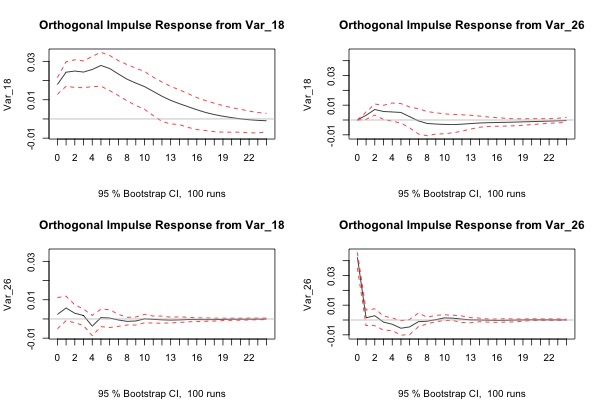 Orthogonal Impulse Response from Var_18
Var_18
0.03
0.01
-0.01
0 2 4 6 8 10 13 16 19 22
95 % Bootstrap CI, 100 runs
Orthogonal Impulse Response from Var_26
Var_18
0.03
0.01
-0.01
0 2 4 6 8 10 13 16 19 22
95 % Bootstrap CI, 100 runs
Orthogonal Impulse Response from Var_18
Var_26
0.03
0.01
-0.01
0 2 4 6 8 10 13 16 19 22
95 % Bootstrap CI, 100 runs
Orthogonal Impulse Response from Var_26
Var_26
0.03
0.01
-0.01
0 2 4 6 8 10 13 16 19 22
95 % Bootstrap CI, 100 runs